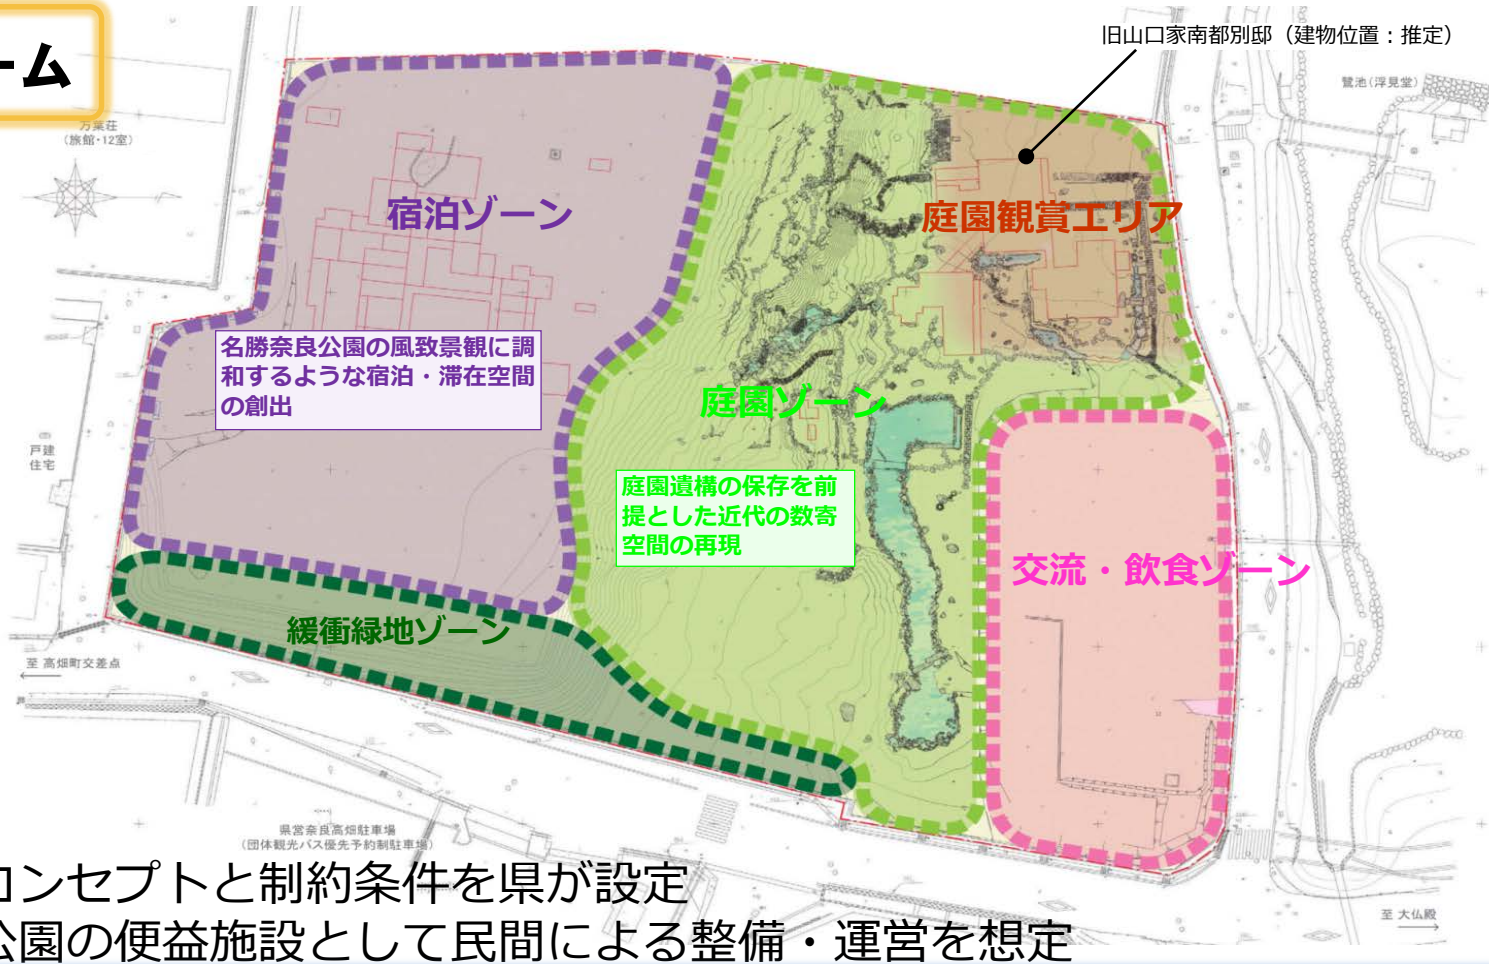 ーム
旧山口家南都別邸（建物位置：推定）
鷺池(浮見堂)
万葉荘
(旅館・12室)
宿泊ゾーン
庭園観賞エリア
名勝奈良公園の風致景観に調
和するような宿泊・滞在空間
の創出
庭園ゾーン
戸建
住宅
庭園遺構の保存を前
提とした近代の数寄
空間の再現
交流・飲食ゾーン
緩衝緑地ゾーン
至 高畑町交差点
県営奈良高畑駐車場
(団体観光バス優先予約制駐車場)
コンセプトと制約条件を県が設定
至 大仏殿
公園の便益施設として民間による整備・運営を想定